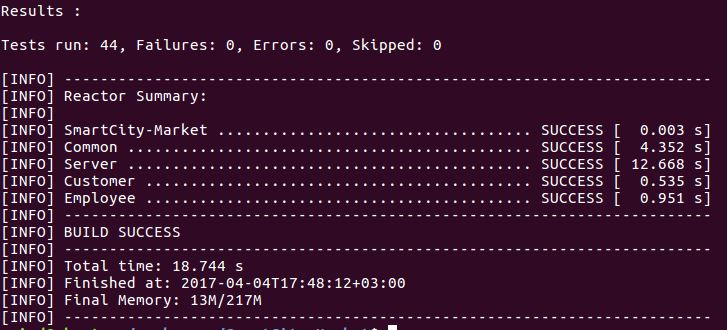 Results :
Tests run: 44, Failures: 0, Errors: 0, Skipped: 0
[INFO] ------------------------------------------------------------------------
[INFO] Reactor Summary:
[INFO]
[INFO] SmartCity-Market ................................... SUCCESS [  0.003 s]
[INFO] Common ............................................. SUCCESS [  4.352 s]
[INFO] Server ............................................. SUCCESS [ 12.668 s]
[INFO] Customer ........................................... SUCCESS [  0.535 s]
[INFO] Employee ........................................... SUCCESS [  0.951 s]
[INFO] ------------------------------------------------------------------------
[INFO] BUILD SUCCESS
[INFO] ------------------------------------------------------------------------
[INFO] Total time: 18.744 s
[INFO] Finished at: 2017-04-04T17:48:12+03:00
[INFO] Final Memory: 13M/217M
[INFO] ------------------------------------------------------------------------